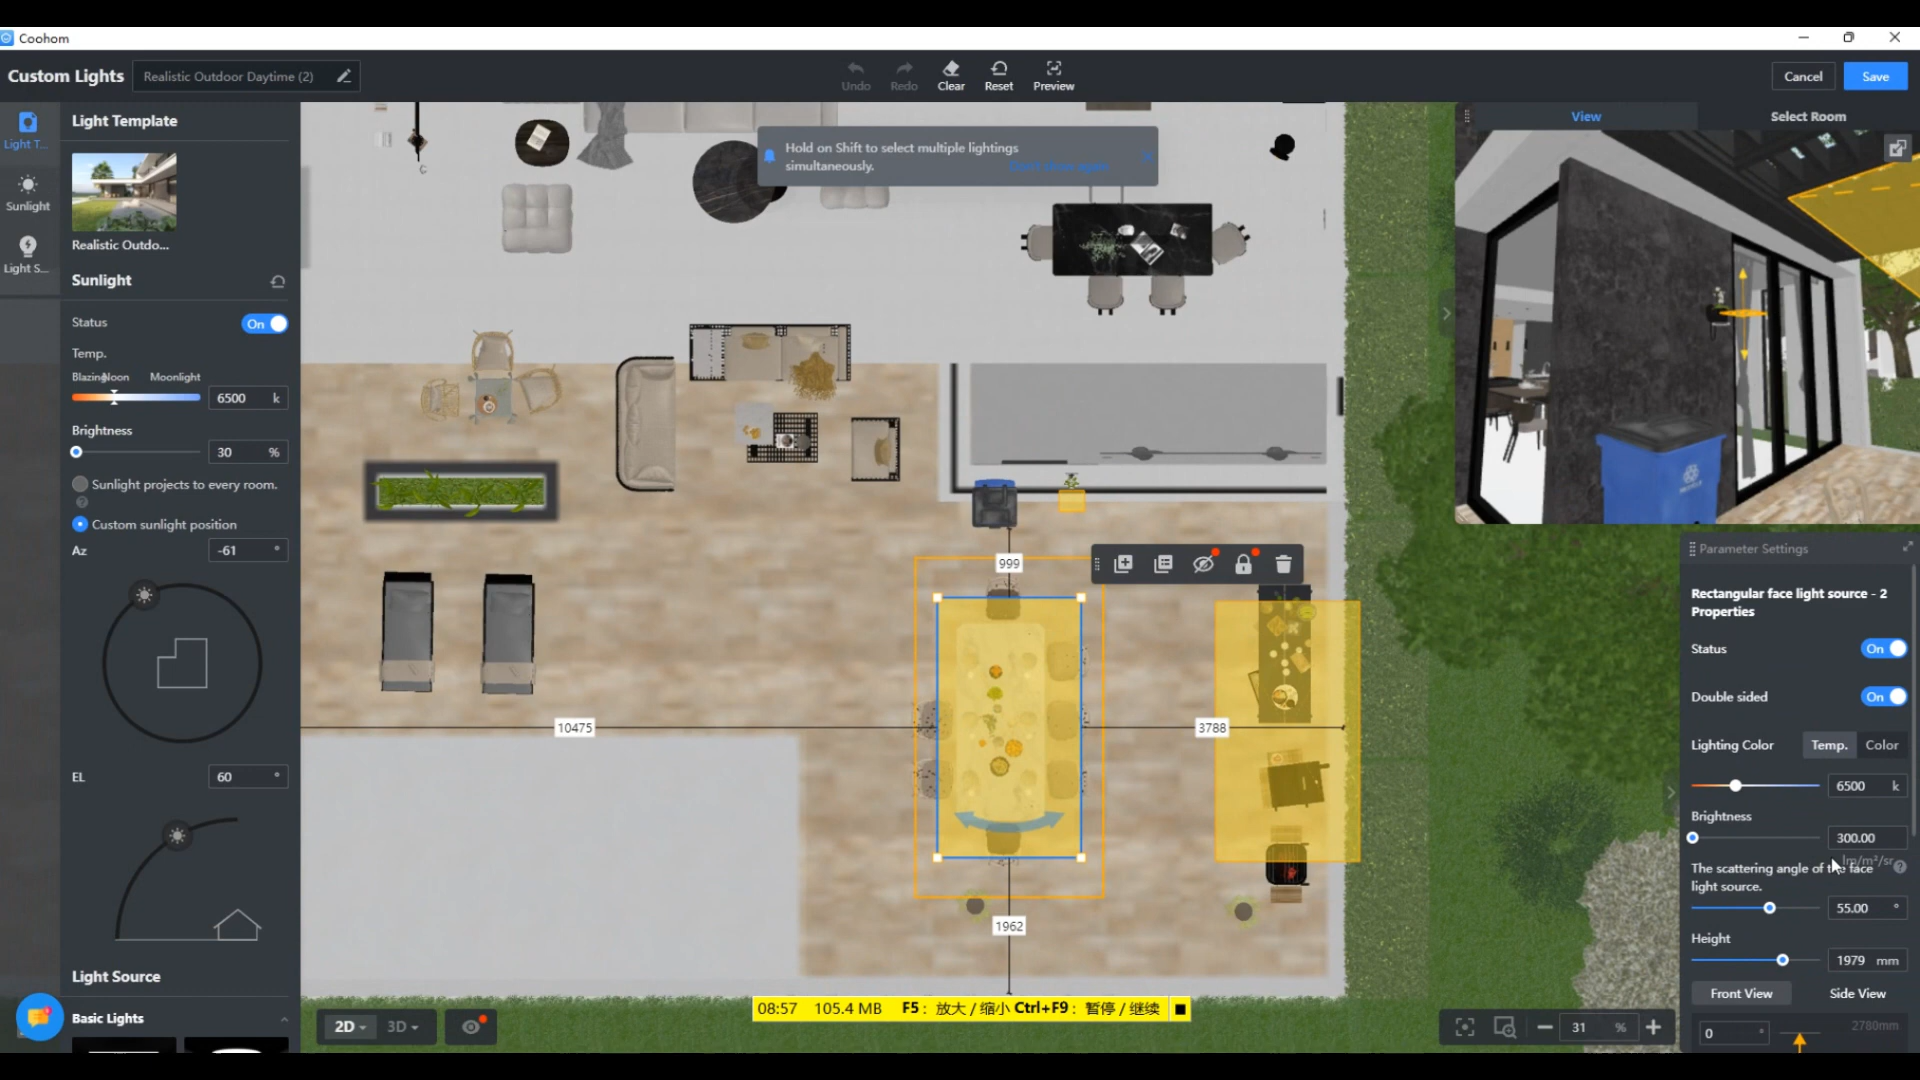 Coohom
Custom Lights
Realistic Outdoor Daytime (2)
Undo
Redo
Clear
Reset
Preview
Cancel
Save
Light T...
Sunlight
Light S...
Light Template
Realistic Outdo...
Sunlight
Status
On
Temp.
Blazing
Noon
Moonlight
6500 k
Brightness
30 %
Sunlight projects to every room.
Custom sunlight position
Az
-61 °
EL
60 °
Light Source
Basic Lights
Hold on Shift to select multiple lightings
simultaneously.
999
10475
3788
1962
2D
3D
08:57 105.4 MB F5： 放大 / 缩小 Ctrl+F9： 暂停 / 继续
31 %
View
Select Room
Parameter Settings
Rectangular face light source - 2
Properties
Status
On
Double sided
On
Lighting Color
Temp.
Color
6500 k
Brightness
300.00
lm/m²/sr
The scattering angle of the face
light source.
55.00 °
Height
1979 mm
Front View
Side View
0 °
2780mm